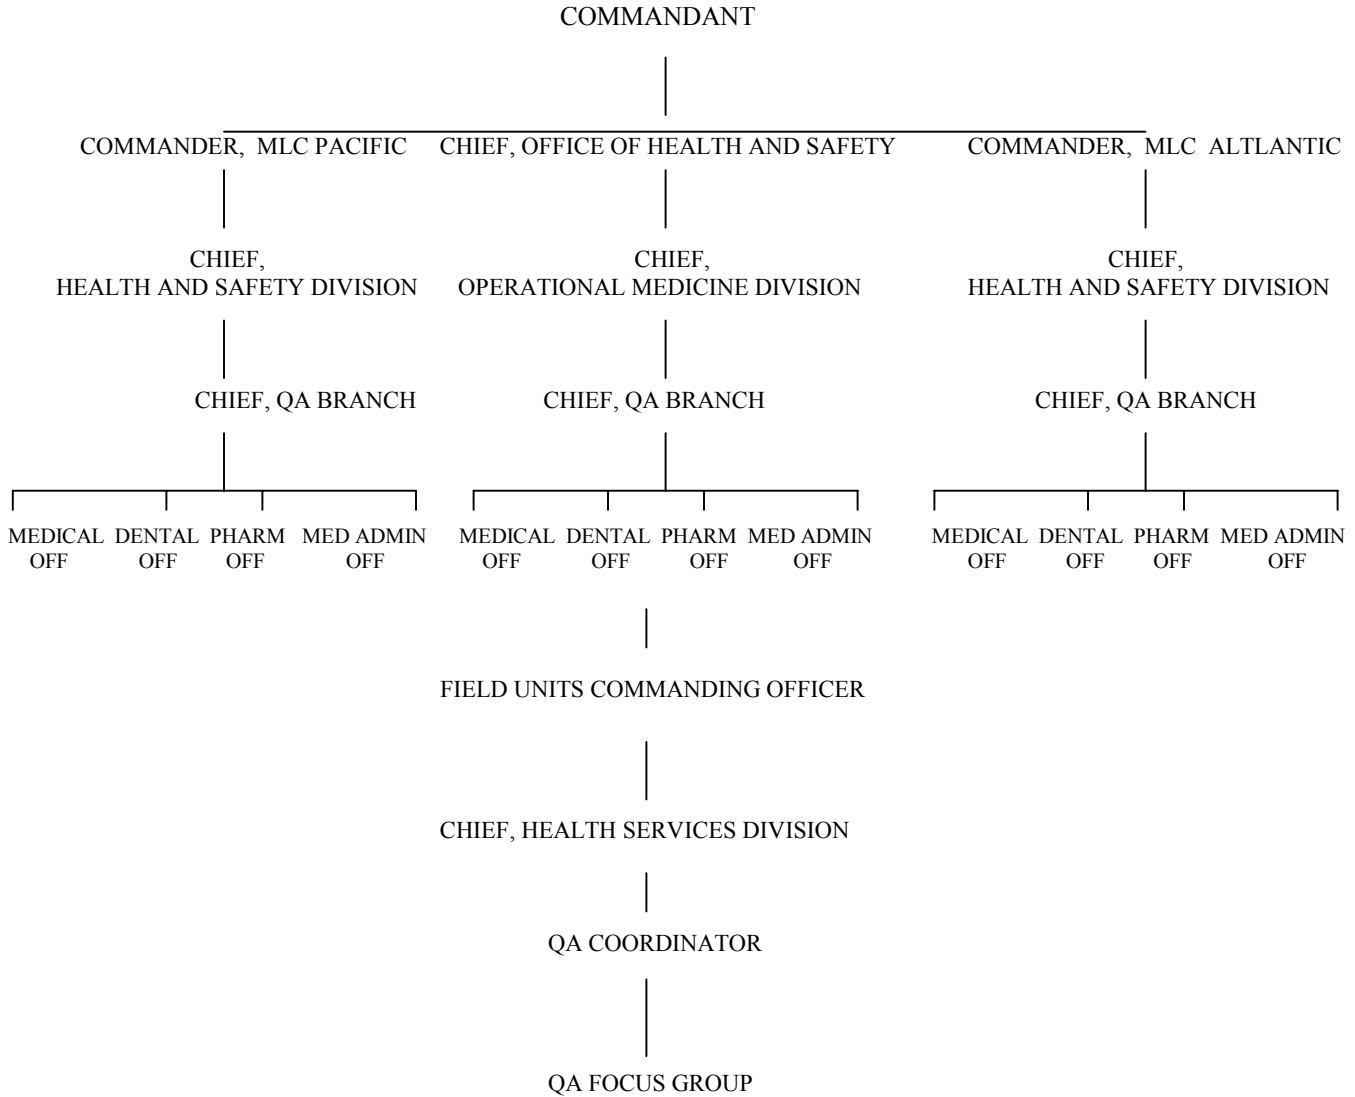 COMMANDANT
COMMANDER, MLC PACIFIC CHIEF, OFFICE OF HEALTH AND SAFETY COMMANDER, MLC ALTLANTIC
CHIEF, CHIEF, CHIEF,
HEALTH AND SAFETY DIVISION OPERATIONAL MEDICINE DIVISION HEALTH AND SAFETY DIVISION
CHIEF, QA BRANCH CHIEF, QA BRANCH CHIEF, QA BRANCH
MEDICAL DENTAL PHARM MED ADMIN MEDICAL DENTAL PHARM MED ADMIN MEDICAL DENTAL PHARM MED ADMIN
OFF OFF OFF OFF OFF OFF OFF OFF OFF OFF OFF OFF
FIELD UNITS COMMANDING OFFICER
CHIEF, HEALTH SERVICES DIVISION
QA COORDINATOR
QA FOCUS GROUP